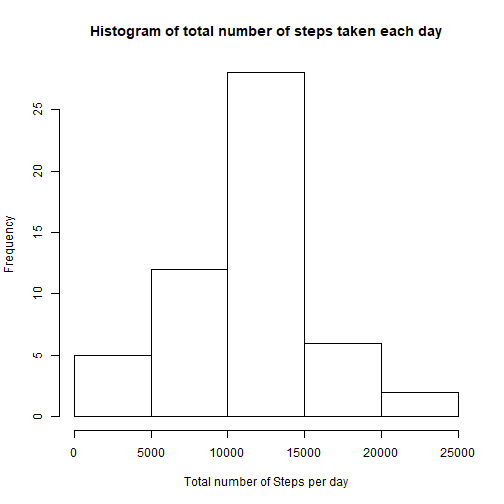 Histogram of total number of steps taken each day
Frequency
25
20
15
10
5
0
0 5000 10000 15000 20000 25000
Total number of Steps per day